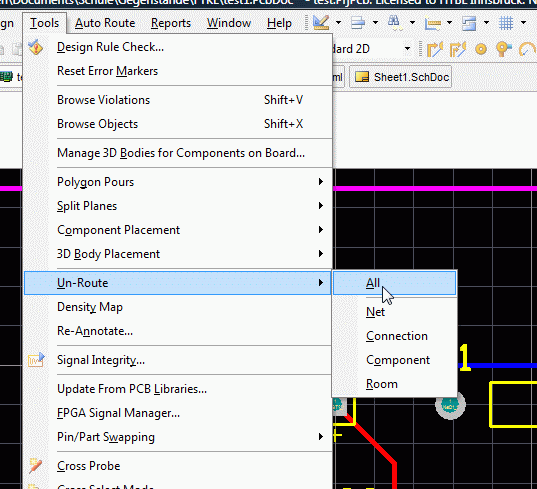 en\Documents\Schule\Gegenstände\FTKL\test1.PcbDoc * - test.PrjPcb. Licensed to HTBL Innsbruck.
gn Tools Auto Route Reports Window Help
Design Rule Check... dard 2D
Reset Error Markers
te ml Sheet1.SchDoc
Browse Violations Shift+V
Browse Objects Shift+X
Manage 3D Bodies for Components on Board...
Polygon Pours
Split Planes
Component Placement
3D Body Placement
Un-Route All
Density Map Net
Re-Annotate... Connection
Signal Integrity... Component
1
Update From PCB Libraries... Room
FPGA Signal Manager...
Pin/Part Swapping +
Cross Probe
Cross Select Mode